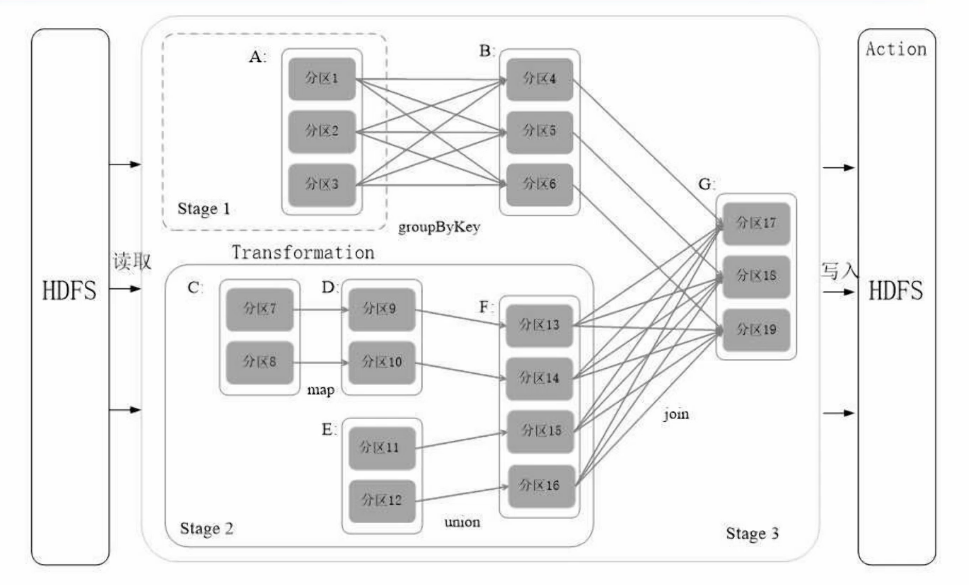 HDFS
读取
Stage 1
A:
分区1
分区2
分区3
groupByKey
B:
分区4
分区5
分区6
Transformation
C:
分区7
分区8
map
D:
分区9
分区10
E:
分区11
分区12
union
F:
分区13
分区14
分区15
分区16
Stage 2
join
G:
分区17
分区18
分区19
Stage 3
写入
Action
HDFS